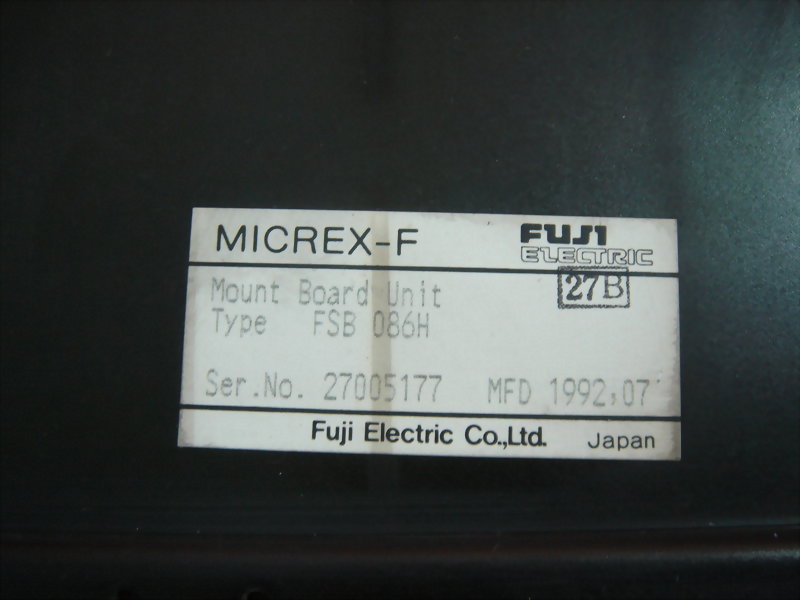 MICREX-F FUJI
ELECTRIC
27B
Mount Board Unit
Type FSB 086H
Ser.No. 27005177 MFD 1992,07
Fuji Electric Co.,Ltd. Japan